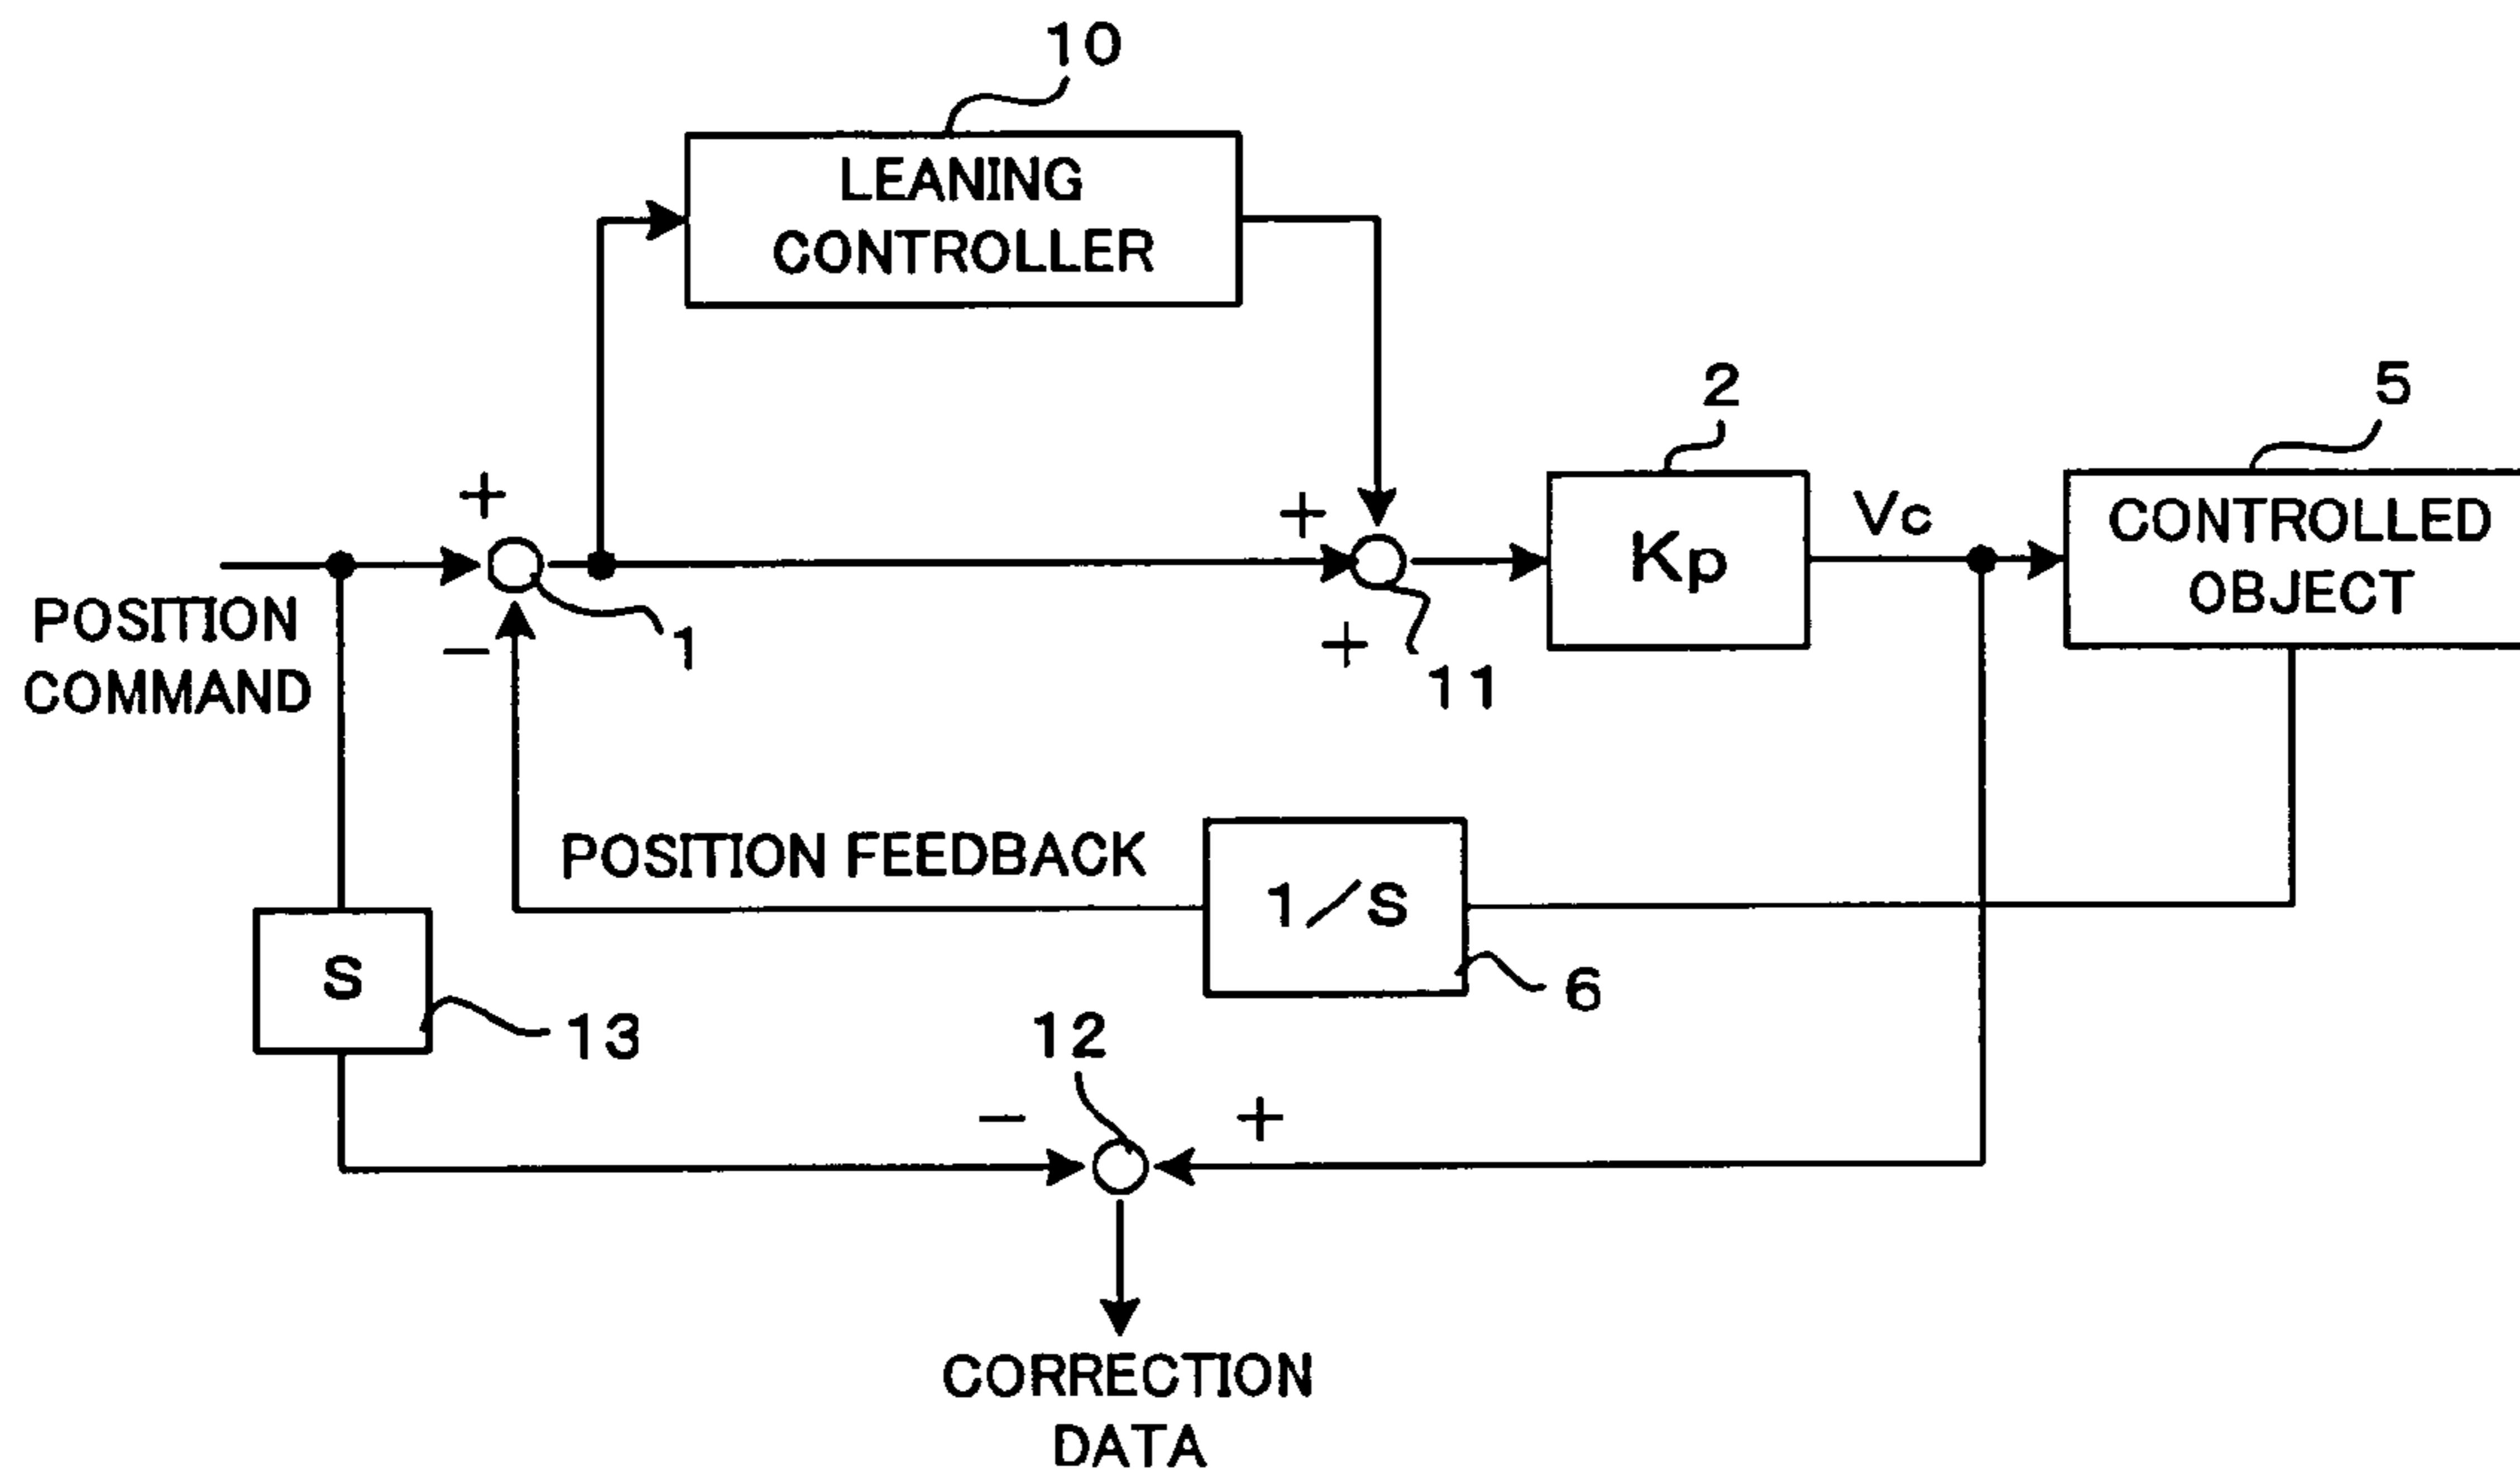 10
LEANING
CONTROLLER
2
5
+
+
Kp
Vc
CONTROLLED
OBJECT
POSITION
COMMAND
−
1
+
11
POSITION FEEDBACK
1/S
6
S
13
12
−
+
CORRECTION
DATA